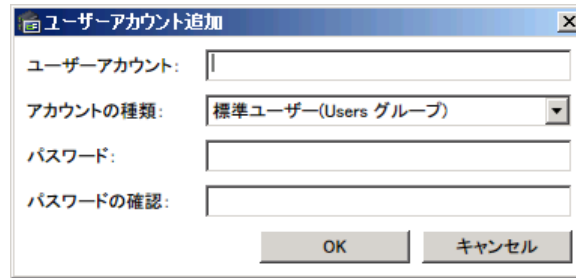 ユーザーアカウント追加
ユーザーアカウント:
アカウントの種類: 標準ユーザー(Users グループ)
パスワード:
パスワードの確認:
OK キャンセル